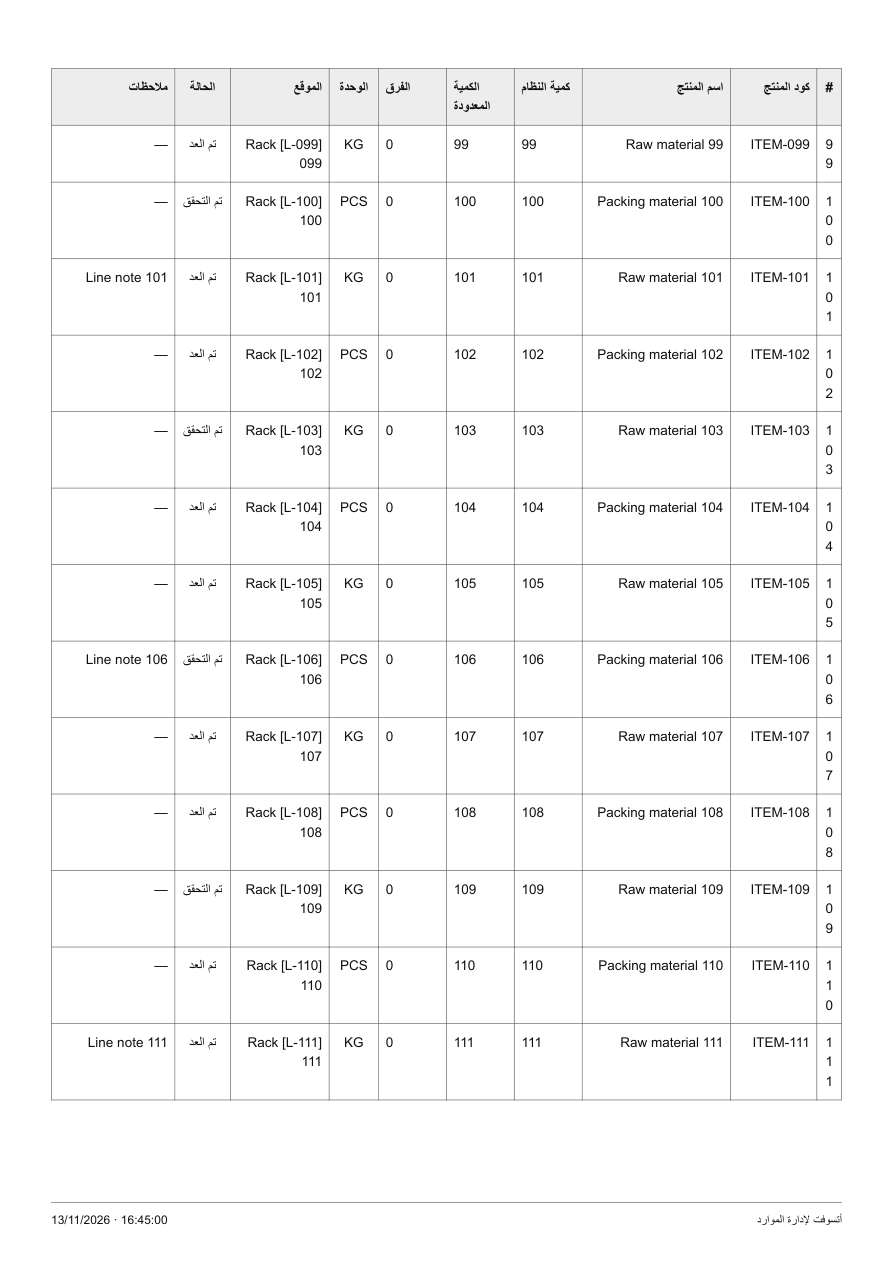 # كود المنتج اسم المنتج كمية النظام الكمية المعدودة الفرق الوحدة الموقع الحالة ملاحظات
99 ITEM-099 Raw material 99 99 99 0 KG Rack [L-099] 099 تم العد —
100 ITEM-100 Packing material 100 100 100 0 PCS Rack [L-100] 100 تم التحقق —
101 ITEM-101 Raw material 101 101 101 0 KG Rack [L-101] 101 تم العد Line note 101
102 ITEM-102 Packing material 102 102 102 0 PCS Rack [L-102] 102 تم العد —
103 ITEM-103 Raw material 103 103 103 0 KG Rack [L-103] 103 تم التحقق —
104 ITEM-104 Packing material 104 104 104 0 PCS Rack [L-104] 104 تم العد —
105 ITEM-105 Raw material 105 105 105 0 KG Rack [L-105] 105 تم العد —
106 ITEM-106 Packing material 106 106 106 0 PCS Rack [L-106] 106 تم التحقق Line note 106
107 ITEM-107 Raw material 107 107 107 0 KG Rack [L-107] 107 تم العد —
108 ITEM-108 Packing material 108 108 108 0 PCS Rack [L-108] 108 تم العد —
109 ITEM-109 Raw material 109 109 109 0 KG Rack [L-109] 109 تم التحقق —
110 ITEM-110 Packing material 110 110 110 0 PCS Rack [L-110] 110 تم العد —
111 ITEM-111 Raw material 111 111 111 0 KG Rack [L-111] 111 تم العد Line note 111
أتسوفت لإدارة الموارد
13/11/2026 · 16:45:00